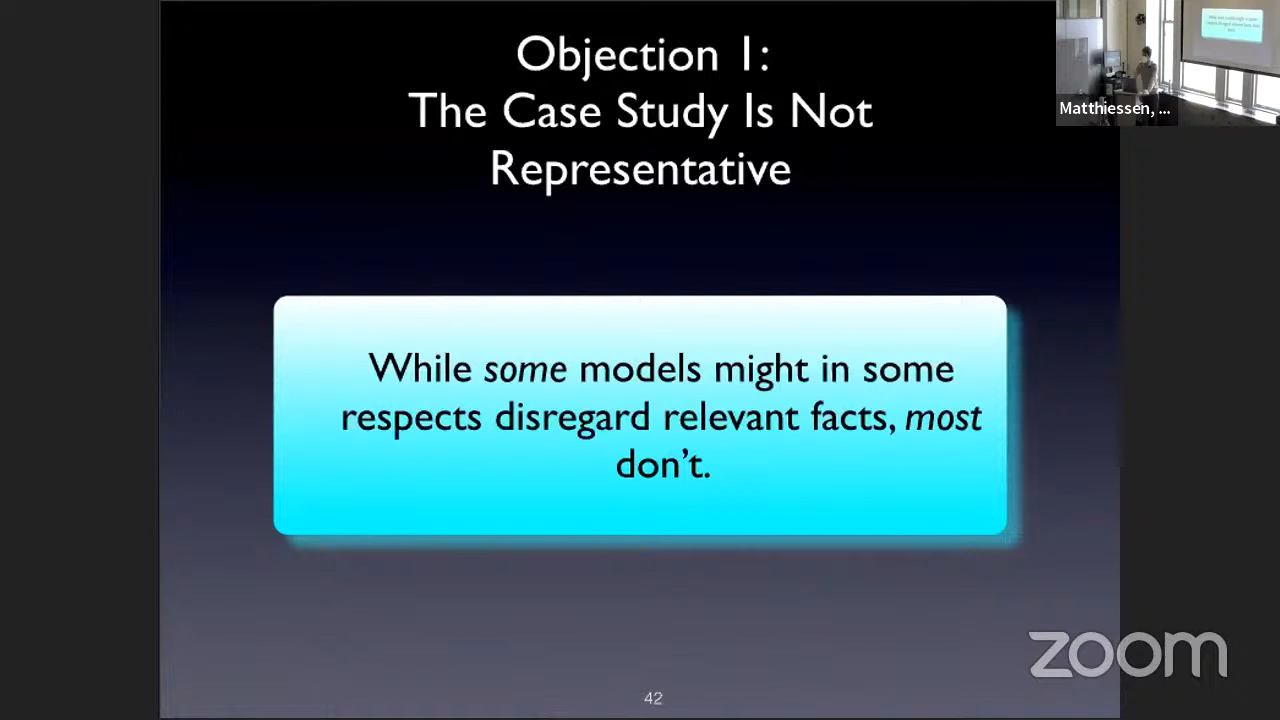 Objection 1:
The Case Study Is Not
Representative
Matthiessen, ...
While some models might in some
respects disregard relevant facts, most
don't.
zoom
42